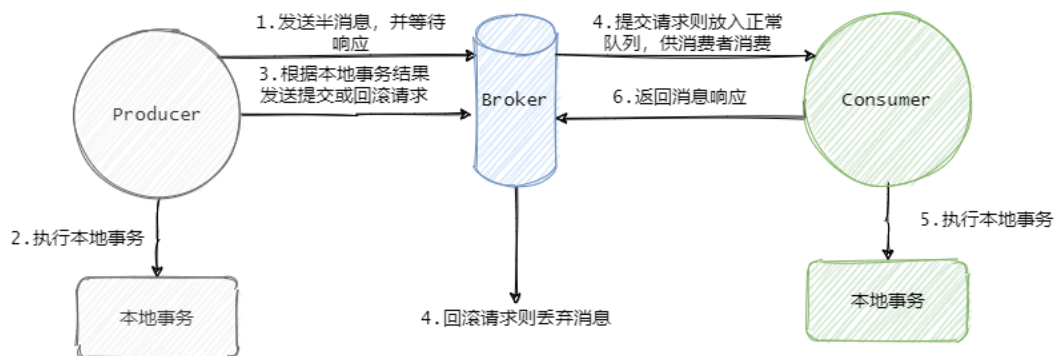 1.发送半消息，并等待
响应
4.提交请求则放入正常
队列，供消费者消费
3.根据本地事务结果
发送提交或回滚请求
Producer
Broker
6.返回消息响应
Consumer
2.执行本地事务
5.执行本地事务
本地事务
4.回滚请求则丢弃消息
本地事务